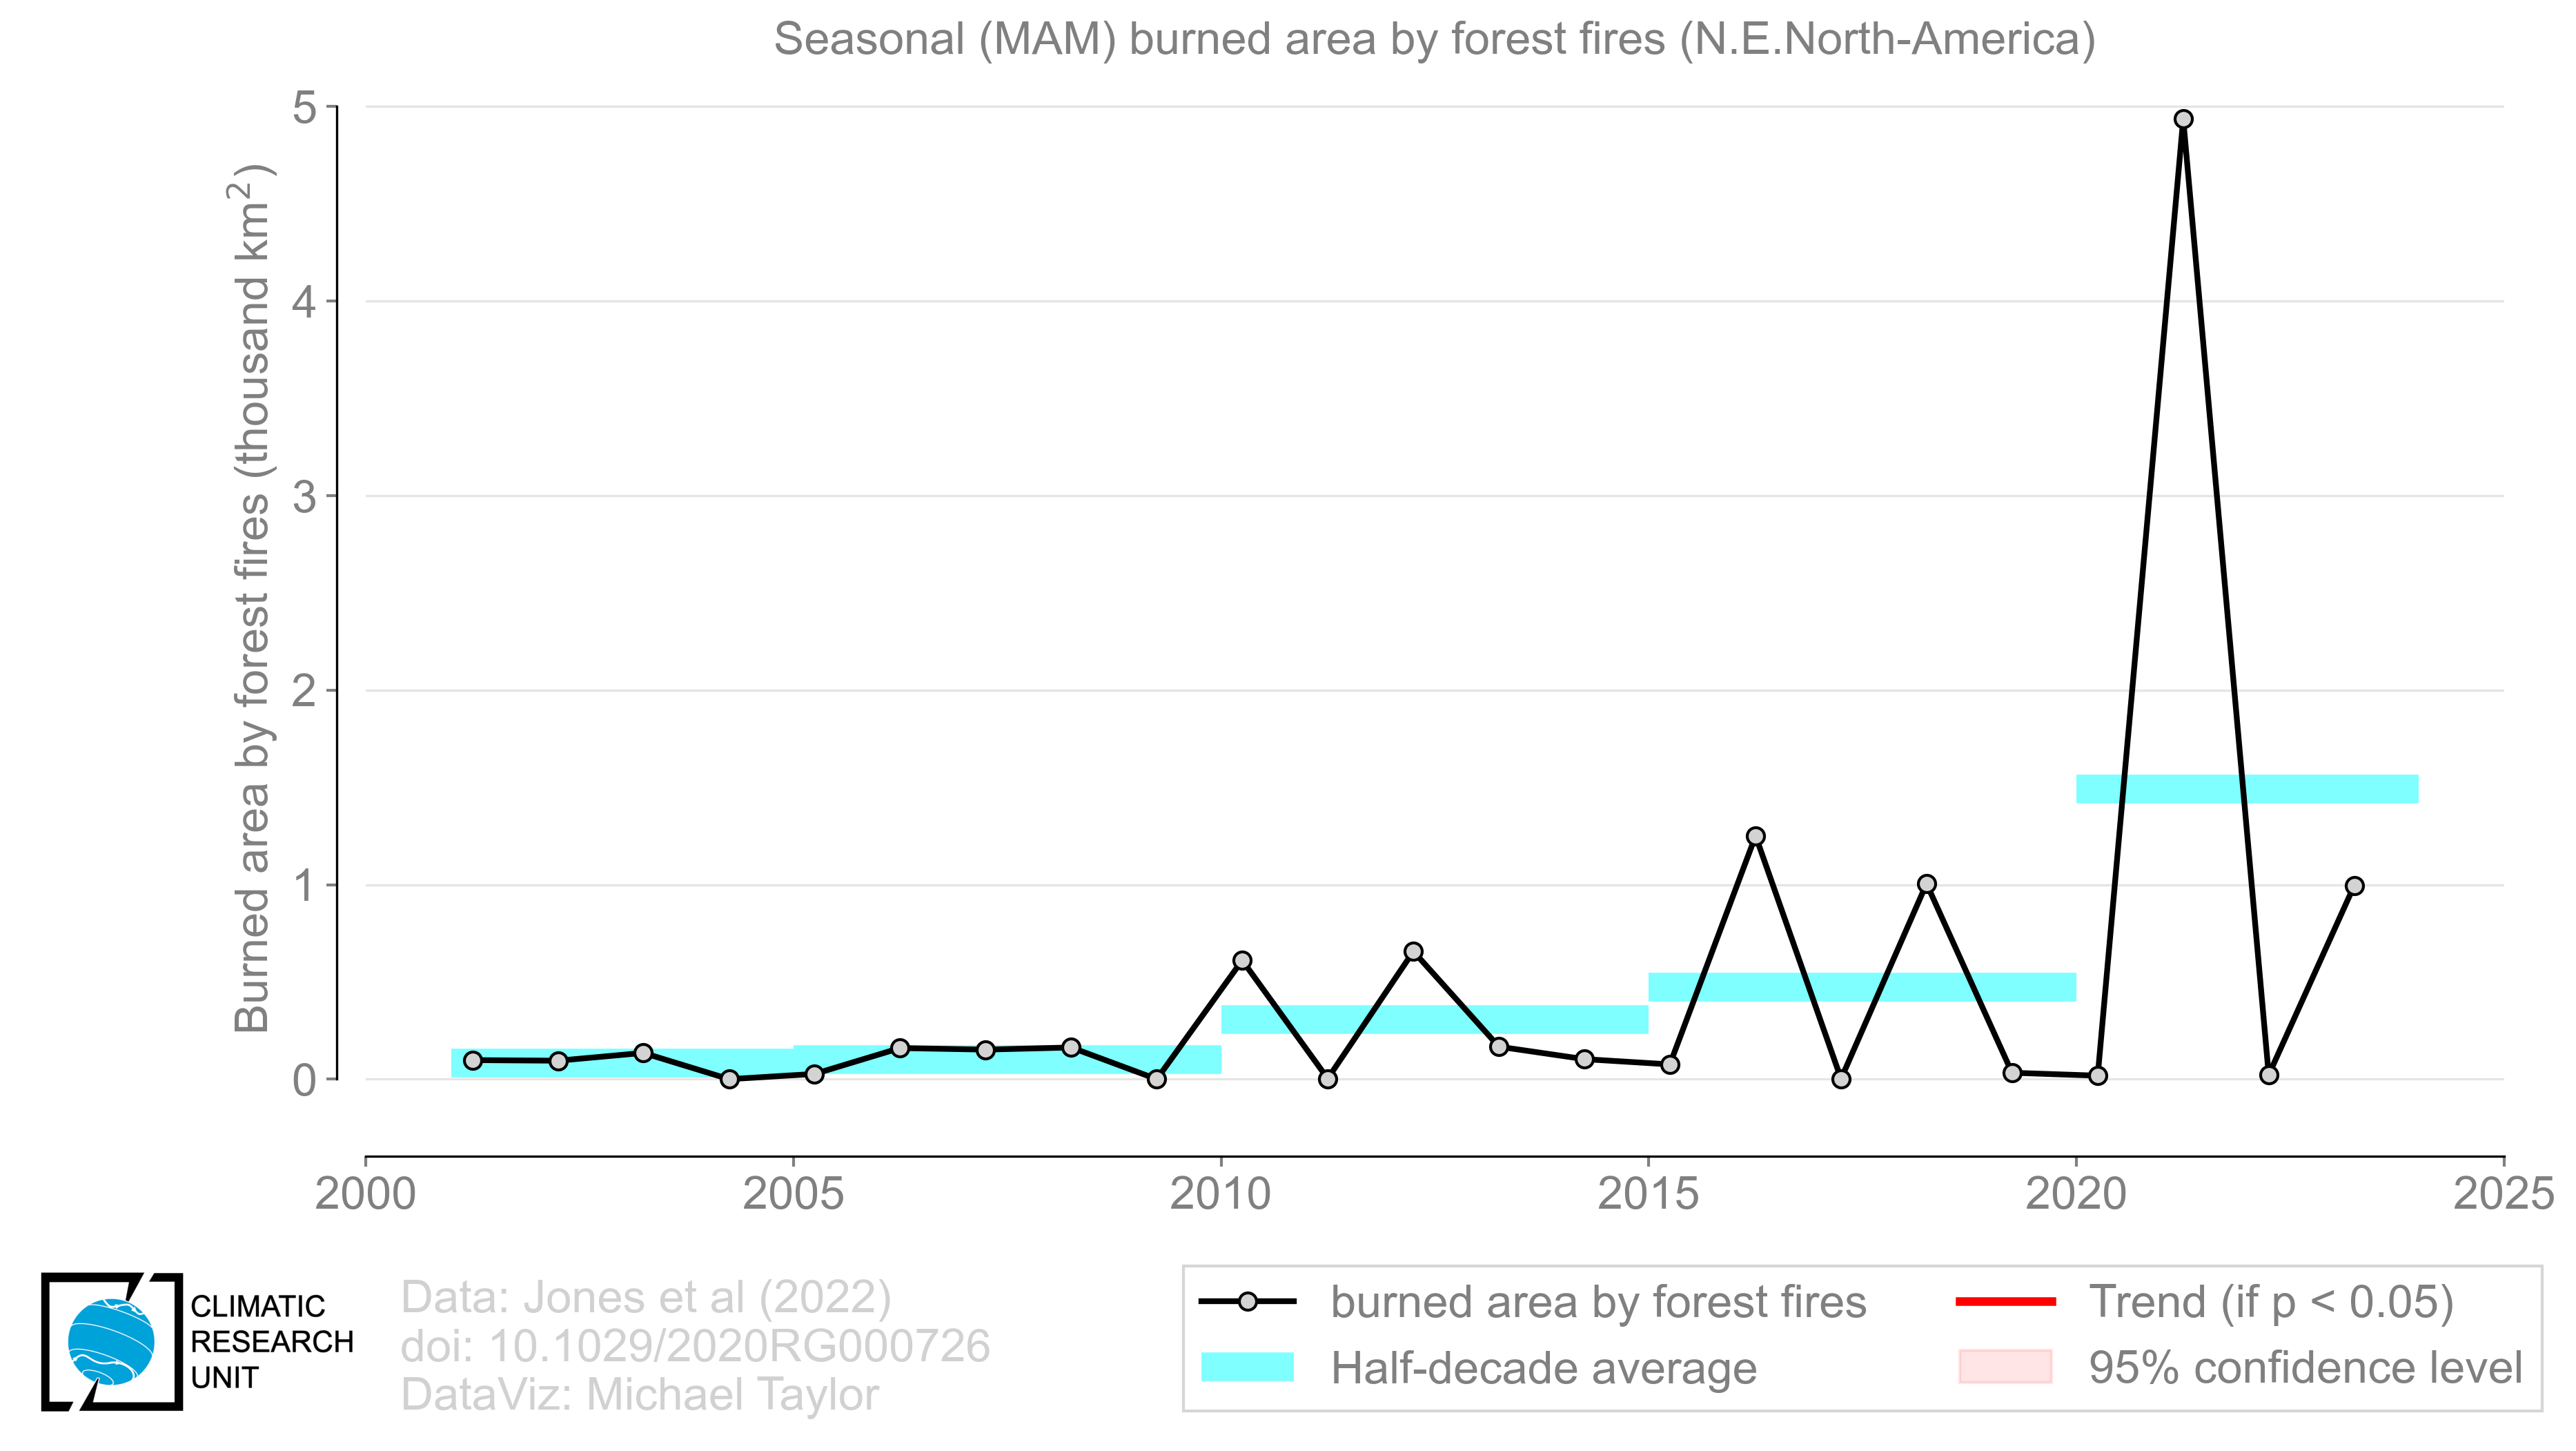 Seasonal (MAM) burned area by forest fires (N.E.North-America)
Burned area by forest fires (thousand km²)
5
4
3
2
1
0
2000 2005 2010 2015 2020 2025
CLIMATIC
RESEARCH
UNIT
Data: Jones et al (2022)
doi: 10.1029/2020RG000726
DataViz: Michael Taylor
burned area by forest fires
Half-decade average
Trend (if p < 0.05)
95% confidence level